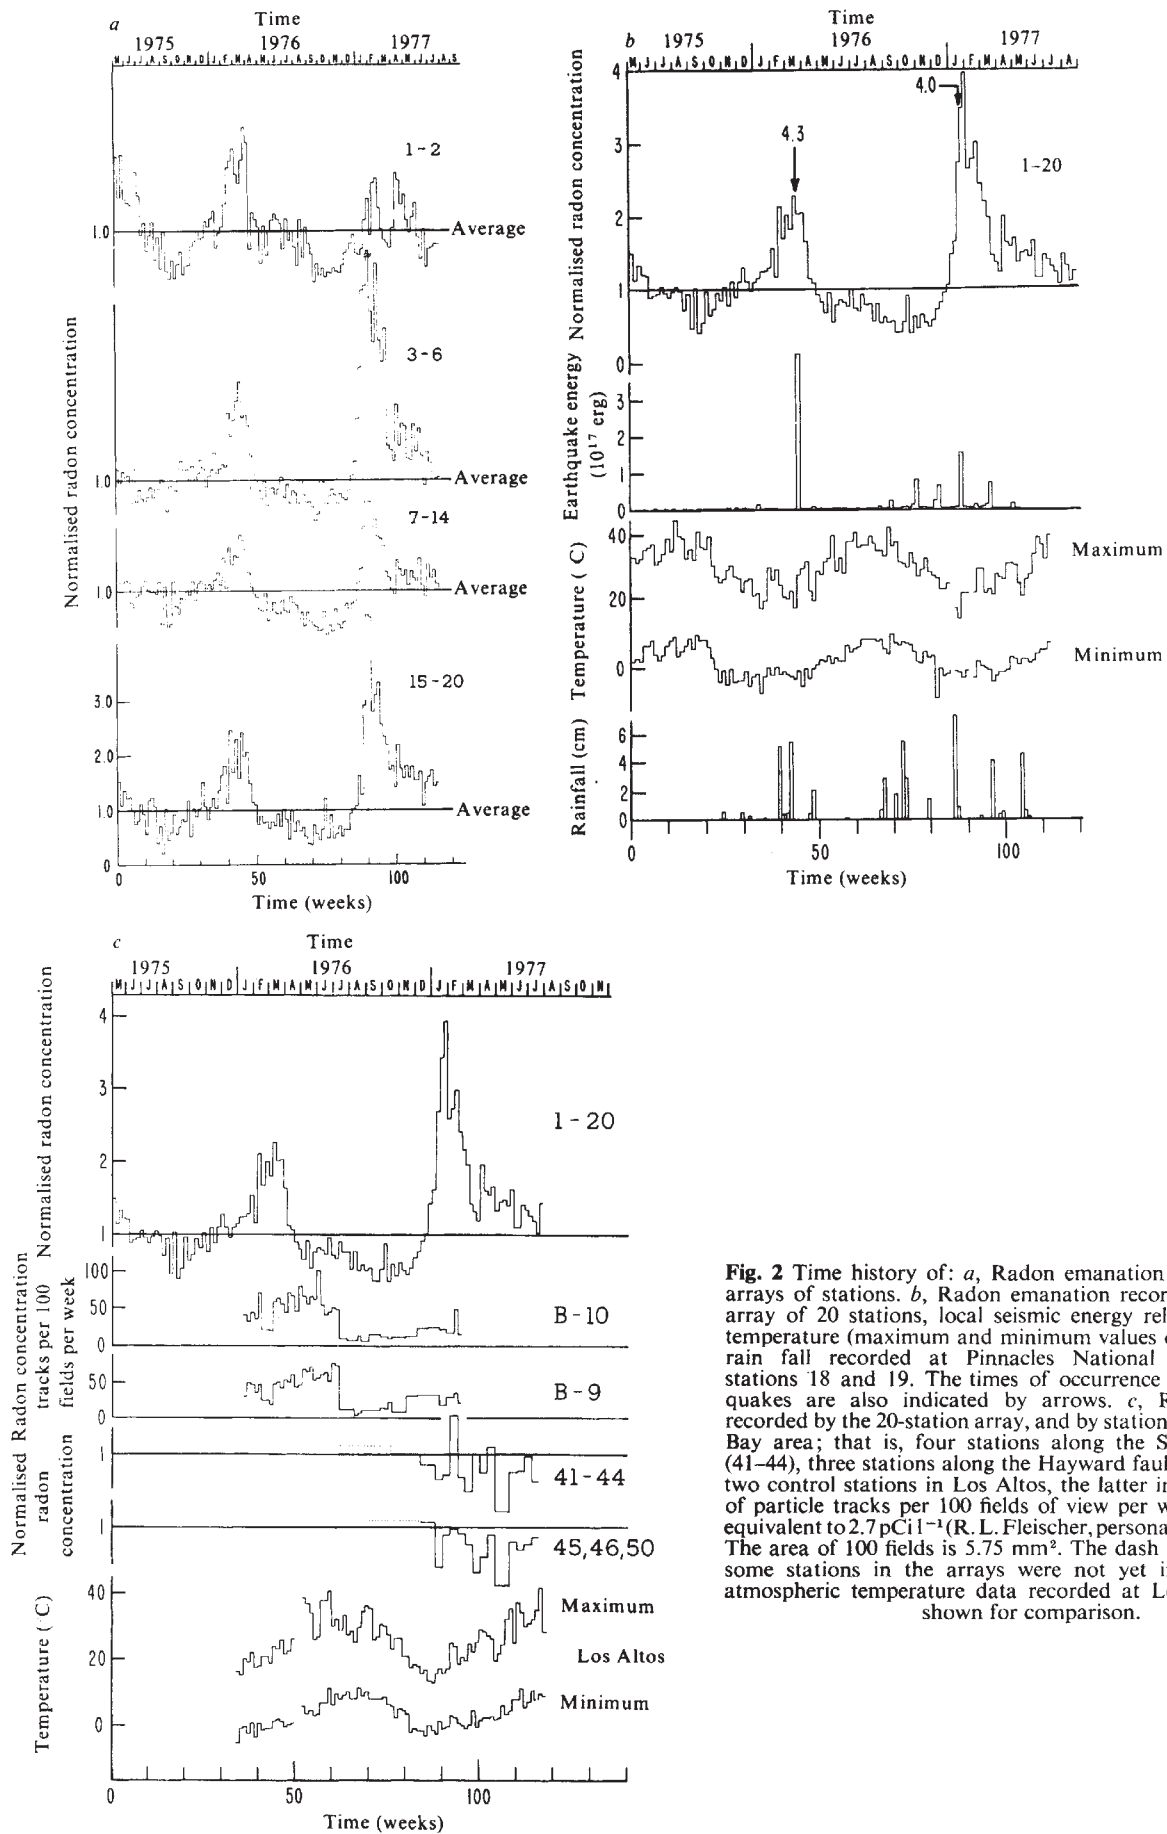 a
Time
1975 1976 1977
M J J A S O N D J F M A M J J A S O N D J F M A M J J A S
Normalised radon concentration
1-2
1.0
Average
3-6
1.0
Average
7-14
1.0
Average
15-20
3.0
2.0
1.0
Average
0
0 50 100
Time (weeks)
b
Time
1975 1976 1977
M J J A S O N D J F M A M J J A S O N D J F M A M J J A
Normalised radon concentration
4
4.0
4.3
3
1-20
2
1
0
Earthquake energy
(10¹⁷ erg)
3
2
1
0
Temperature ( C)
40
Maximum
20
Minimum
0
Rainfall (cm)
6
4
2
0
0 50 100
Time (weeks)
c
Time
1975 1976 1977
M J J A S O N D J F M A M J J A S O N D J F M A M J J A S O N
Normalised radon concentration
4
3
1-20
2
1
Radon concentration
tracks per 100
fields per week
100
50
B-10
0
50
B-9
0
Normalised
radon
concentration
1
41-44
1
45,46,50
Temperature ( °C)
40
Maximum
20
Los Altos
Minimum
0
0 50 100
Time (weeks)
Fig. 2 Time history of: a, Radon emanation
arrays of stations. b, Radon emanation recor
array of 20 stations, local seismic energy rel
temperature (maximum and minimum values
rain fall recorded at Pinnacles National
stations 18 and 19. The times of occurrence
quakes are also indicated by arrows. c, R
recorded by the 20-station array, and by station
Bay area; that is, four stations along the S
(41–44), three stations along the Hayward faul
two control stations in Los Altos, the latter in
of particle tracks per 100 fields of view per w
equivalent to 2.7 pCi l⁻¹ (R. L. Fleischer, persona
The area of 100 fields is 5.75 mm². The dash
some stations in the arrays were not yet i
atmospheric temperature data recorded at L
shown for comparison.